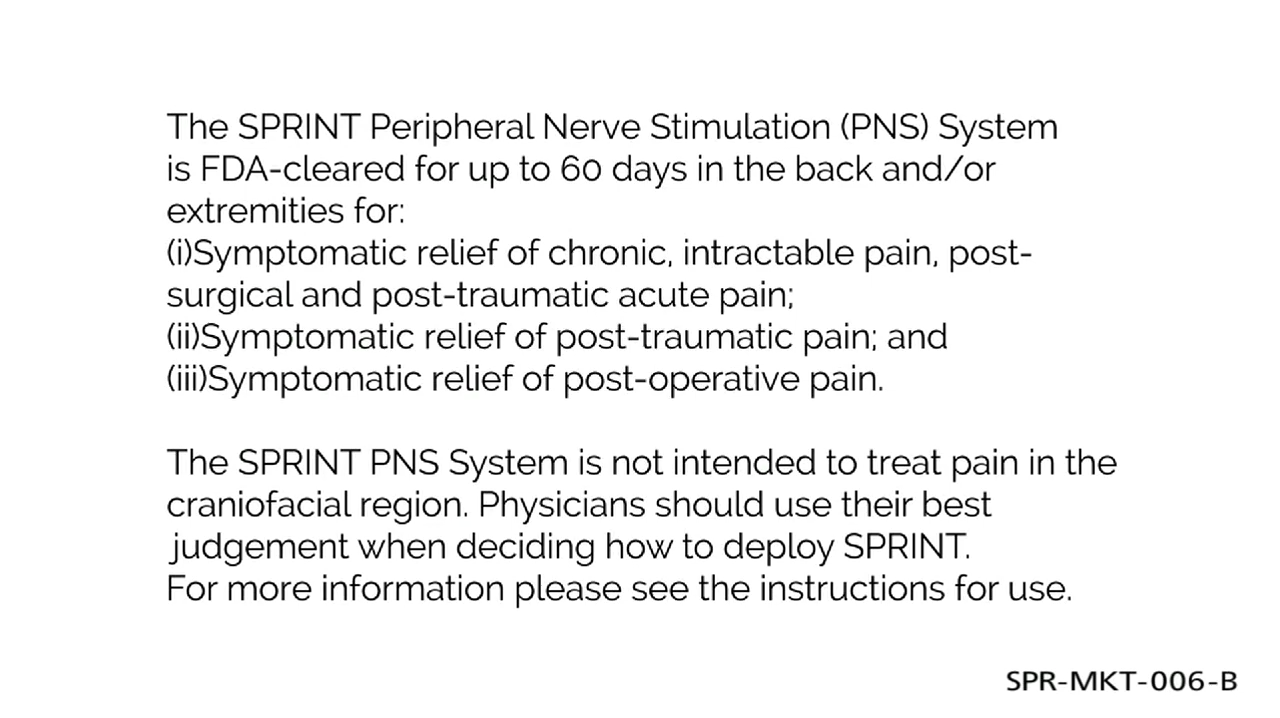 The SPRINT Peripheral Nerve Stimulation (PNS) System
is FDA-cleared for up to 60 days in the back and/or
extremities for:
(i)Symptomatic relief of chronic, intractable pain, post-
surgical and post-traumatic acute pain;
(ii)Symptomatic relief of post-traumatic pain; and
(iii)Symptomatic relief of post-operative pain.
The SPRINT PNS System is not intended to treat pain in the
craniofacial region. Physicians should use their best
judgement when deciding how to deploy SPRINT.
For more information please see the instructions for use.
SPR-MKT-006-B